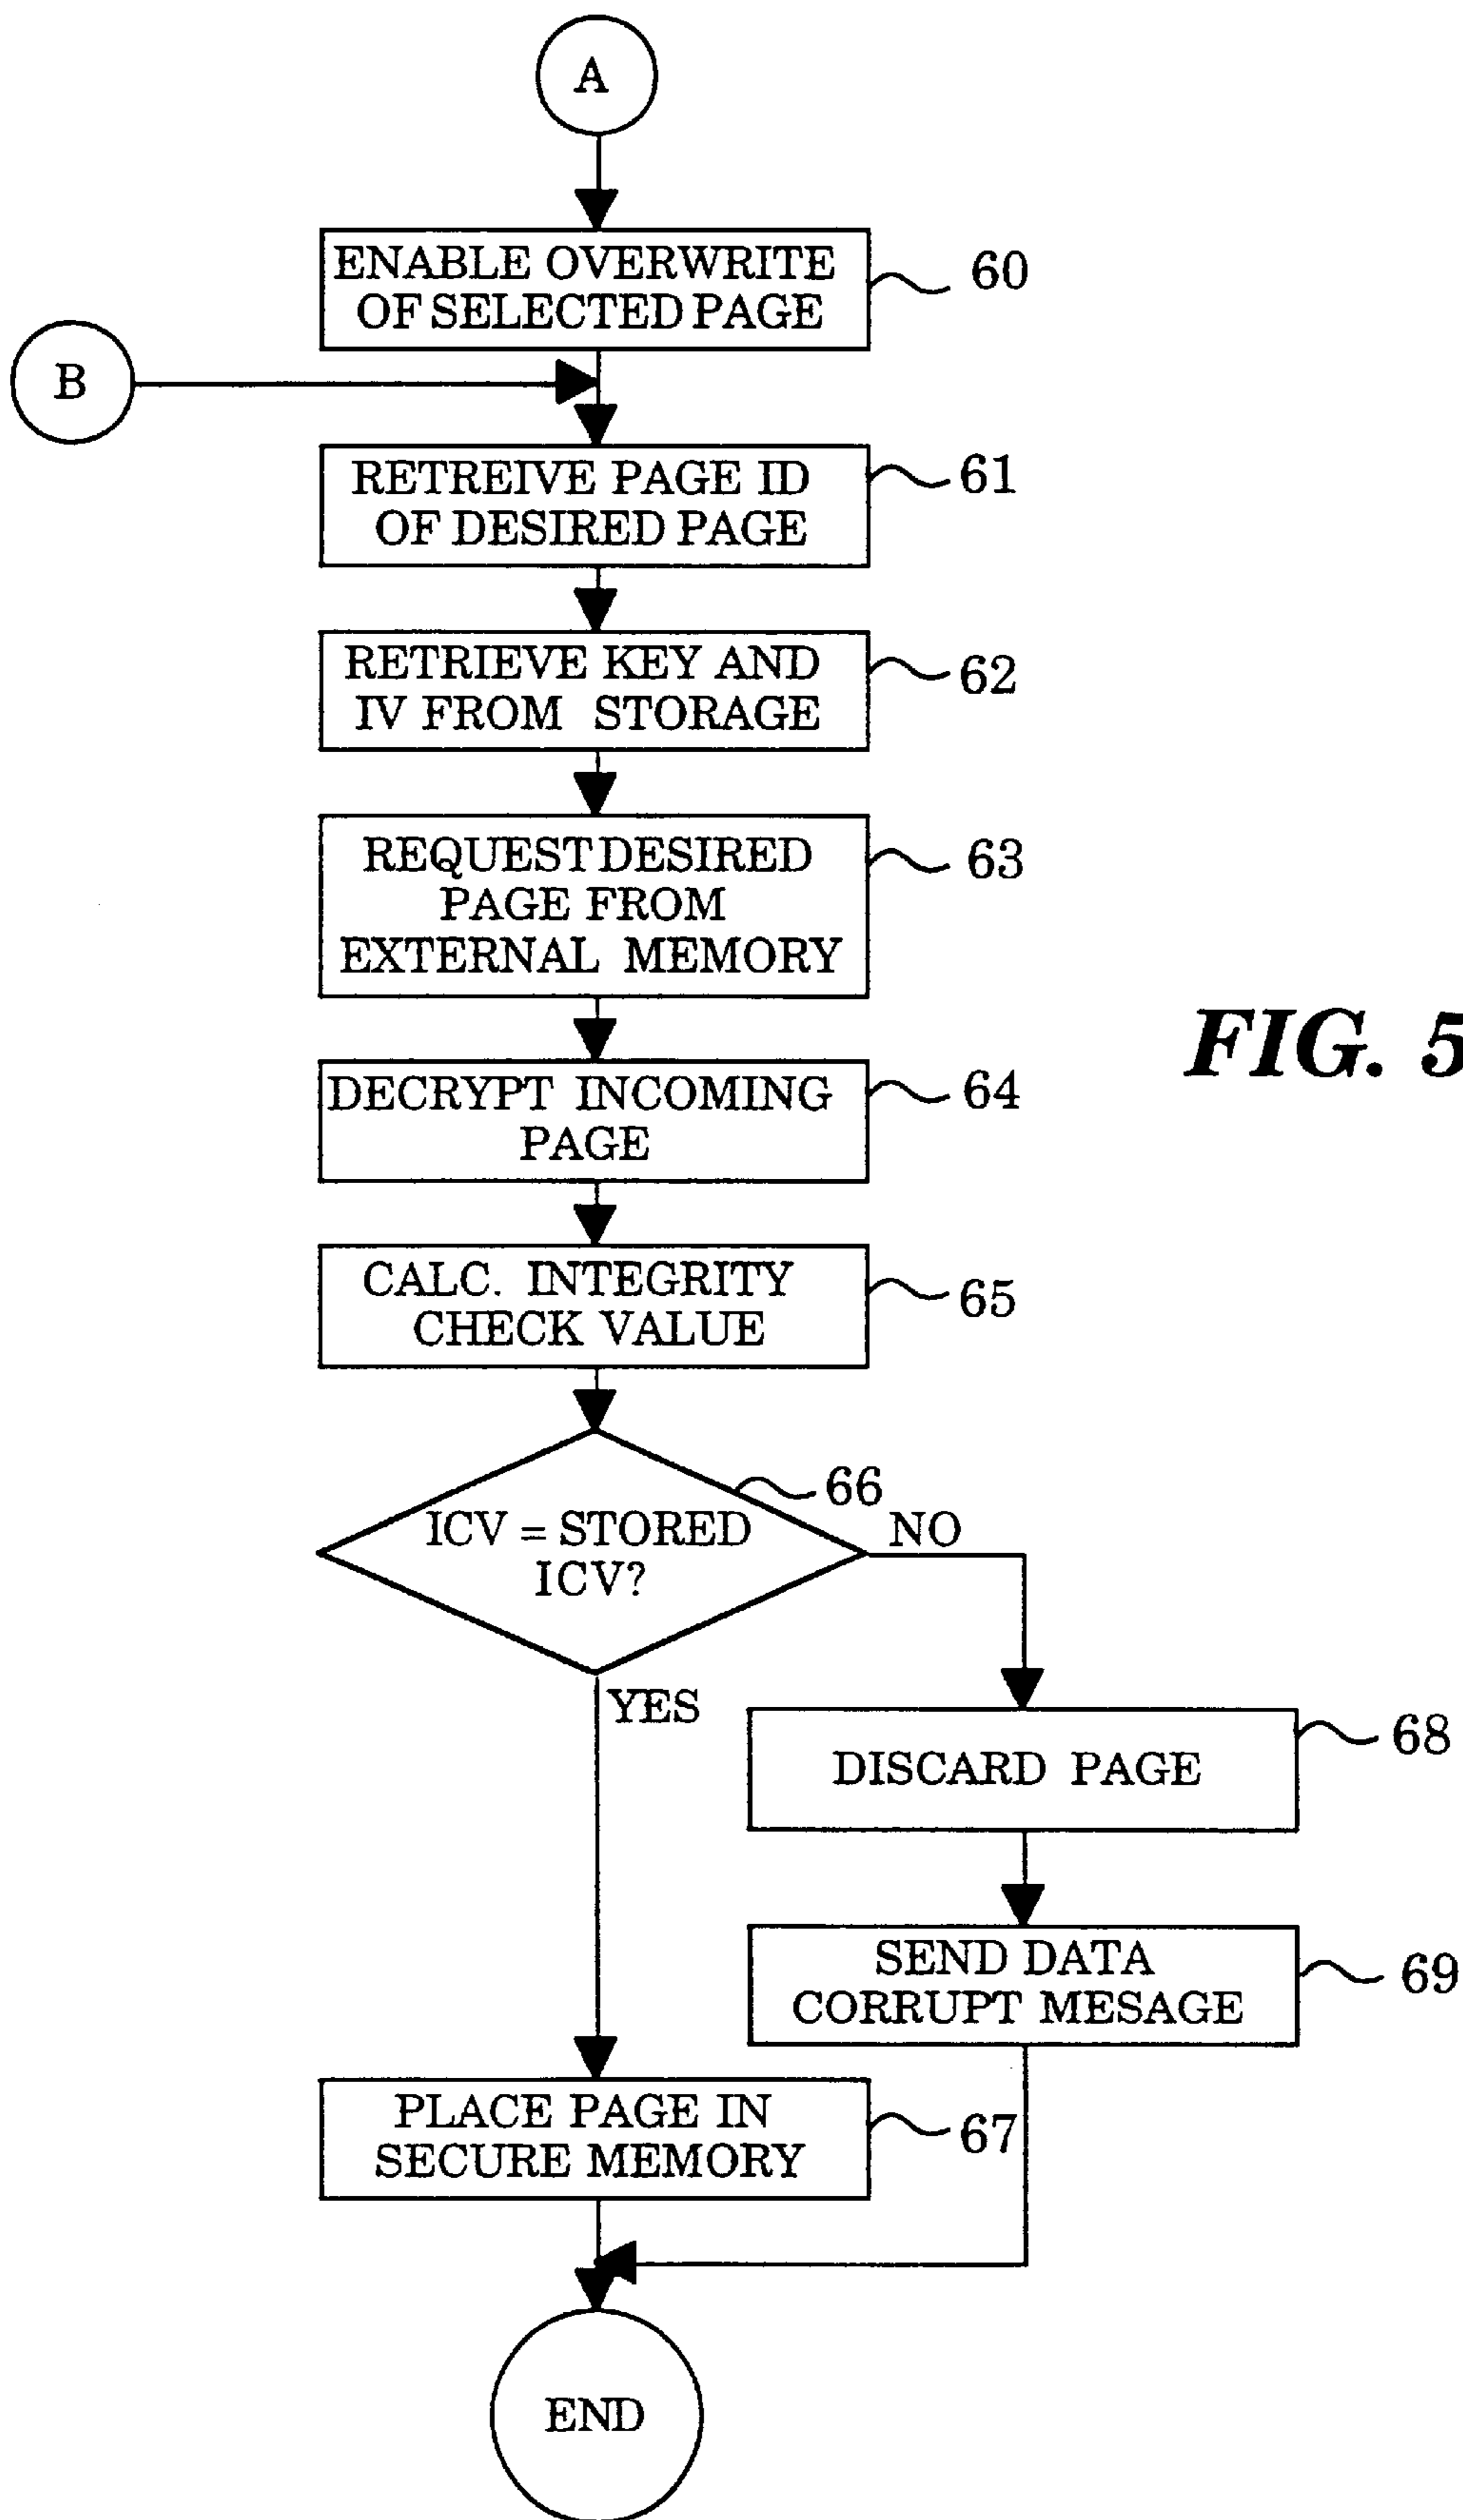 A
ENABLE OVERWRITE
OF SELECTED PAGE
60
B
RETREIVE PAGE ID
OF DESIRED PAGE
61
RETRIEVE KEY AND
IV FROM STORAGE
62
REQUEST DESIRED
PAGE FROM
EXTERNAL MEMORY
63
FIG. 5
DECRYPT INCOMING
PAGE
64
CALC. INTEGRITY
CHECK VALUE
65
66
ICV = STORED
ICV?
NO
YES
DISCARD PAGE
68
SEND DATA
CORRUPT MESAGE
69
PLACE PAGE IN
SECURE MEMORY
67
END